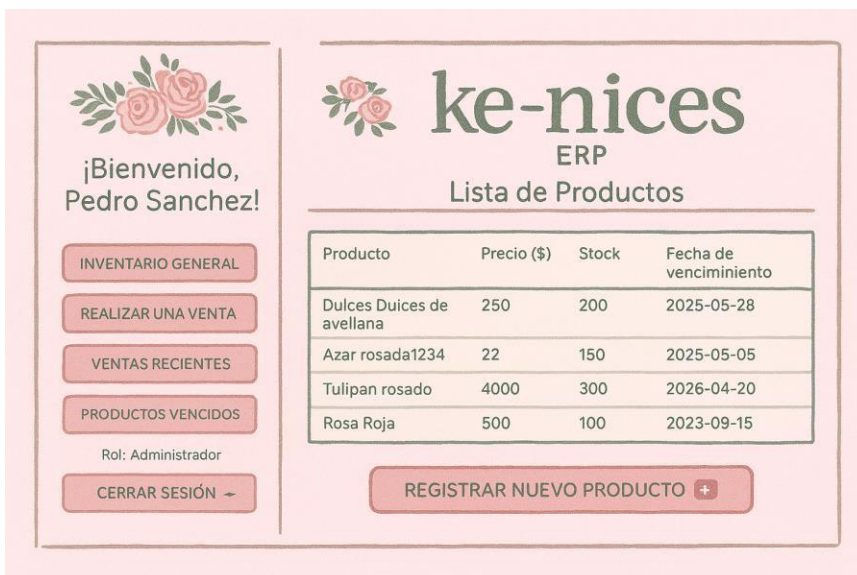 ¡Bienvenido,
Pedro Sanchez!
INVENTARIO GENERAL
REALIZAR UNA VENTA
VENTAS RECIENTES
PRODUCTOS VENCIDOS
Rol: Administrador
CERRAR SESIÓN
ke-nices
ERP
Lista de Productos
Producto Precio ($) Stock Fecha de
venciminiento
Dulces Duices de 250 200 2025-05-28
avellana
Azar rosada1234 22 150 2025-05-05
Tulipan rosado 4000 300 2026-04-20
Rosa Roja 500 100 2023-09-15
REGISTRAR NUEVO PRODUCTO +